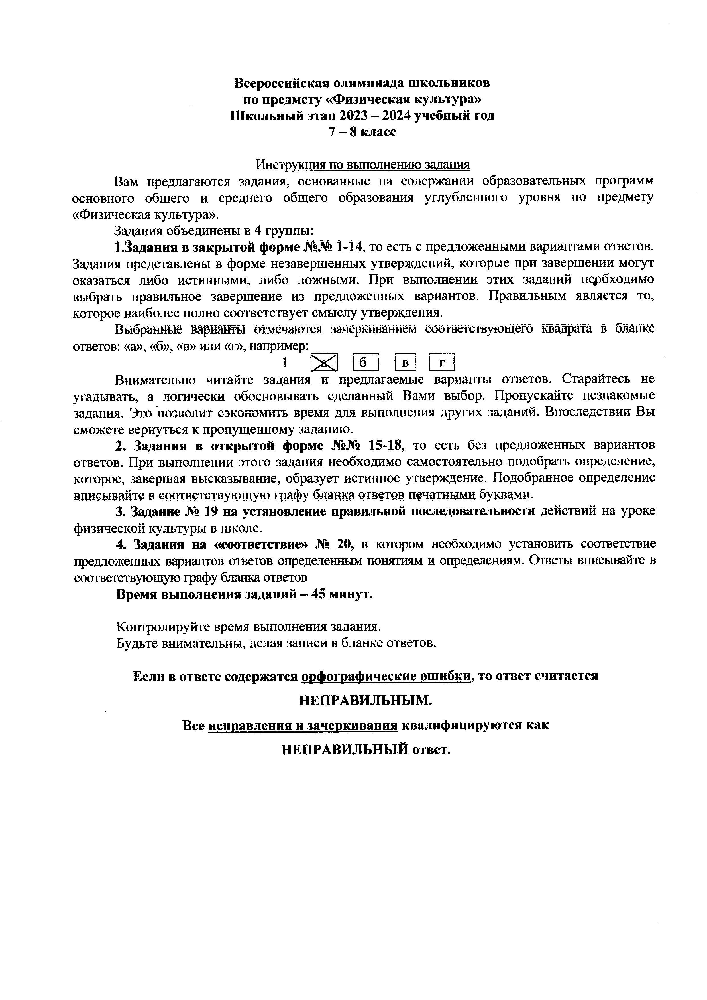 Всероссийская олимпиада школьников
по предмету «Физическая культура»
Школьный этап 2023 – 2024 учебный год
7 – 8 класс
Инструкция по выполнению задания
Вам предлагаются задания, основанные на содержании образовательных программ
основного общего и среднего общего образования углубленного уровня по предмету
«Физическая культура».
Задания объединены в 4 группы:
1.Задания в закрытой форме №№ 1-14, то есть с предложенными вариантами ответов.
Задания представлены в форме незавершенных утверждений, которые при завершении могут
оказаться либо истинными, либо ложными. При выполнении этих заданий необходимо
выбрать правильное завершение из предложенных вариантов. Правильным является то,
которое наиболее полно соответствует смыслу утверждения.
Выбранные варианты отмечаются зачеркиванием соответствующего квадрата в бланке
ответов: «а», «б», «в» или «г», например:
1 а б в г
Внимательно читайте задания и предлагаемые варианты ответов. Старайтесь не
угадывать, а логически обосновывать сделанный Вами выбор. Пропускайте незнакомые
задания. Это позволит сэкономить время для выполнения других заданий. Впоследствии Вы
сможете вернуться к пропущенному заданию.
2. Задания в открытой форме №№ 15-18, то есть без предложенных вариантов
ответов. При выполнении этого задания необходимо самостоятельно подобрать определение,
которое, завершая высказывание, образует истинное утверждение. Подобранное определение
вписывайте в соответствующую графу бланка ответов печатными буквами.
3. Задание № 19 на установление правильной последовательности действий на уроке
физической культуры в школе.
4. Задания на «соответствие» № 20, в котором необходимо установить соответствие
предложенных вариантов ответов определенным понятиям и определениям. Ответы вписывайте в
соответствующую графу бланка ответов
Время выполнения заданий – 45 минут.
Контролируйте время выполнения задания.
Будьте внимательны, делая записи в бланке ответов.
Если в ответе содержатся орфографические ошибки, то ответ считается
НЕПРАВИЛЬНЫМ.
Все исправления и зачеркивания квалифицируются как
НЕПРАВИЛЬНЫЙ ответ.